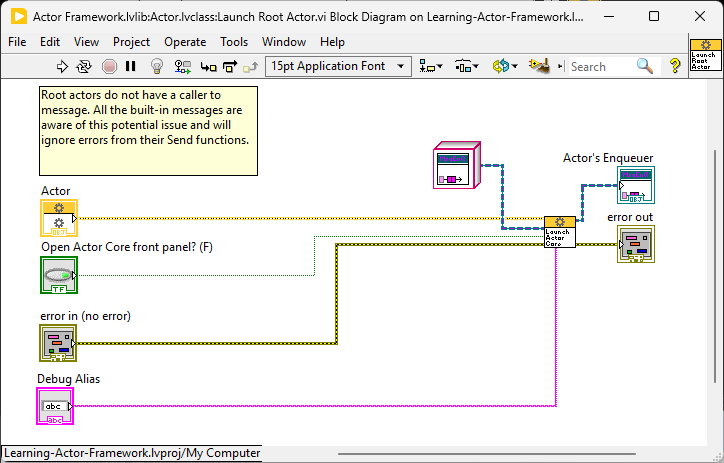 Actor Framework.lvlib:Actor.lvclass:Launch Root Actor.vi Block Diagram on Learning-Actor-Framework.l...
File Edit View Project Operate Tools Window Help
15pt Application Font
Search
?
Launch
Root
Actor
Root actors do not have a caller to
message. All the built-in messages are
aware of this potential issue and will
ignore errors from their Send functions.
Actor's Enqueuer
OBJ
Actor
OBJ
error out
Launch
Actor
Core
Open Actor Core front panel? (F)
TF
error in (no error)
Debug Alias
abc
abc
Learning-Actor-Framework.lvproj/My Computer